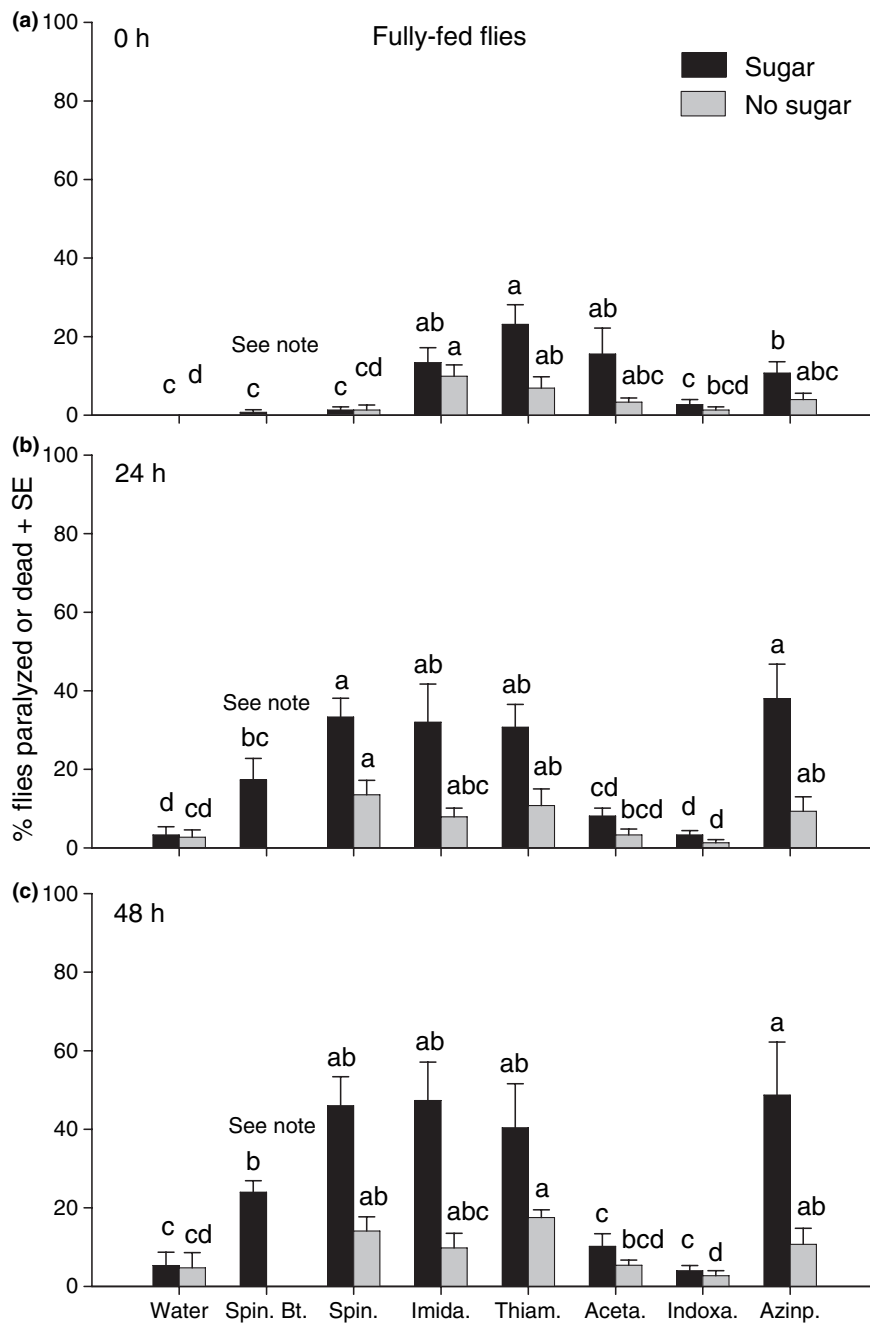 (a) 100
0 h
Fully-fed flies
Sugar
No sugar
80
60
40
20
0
See note
c d c c cd ab a a ab ab abc c bcd b abc
(b) 100
24 h
80
60
40
20
0
See note
d cd bc a a ab abc ab ab cd bcd d d a ab
% flies paralyzed or dead + SE
(c) 100
48 h
80
60
40
20
0
See note
c cd b ab ab ab abc ab a c bcd c d a ab
Water Spin. Bt. Spin. Imida. Thiam. Aceta. Indoxa. Azinp.